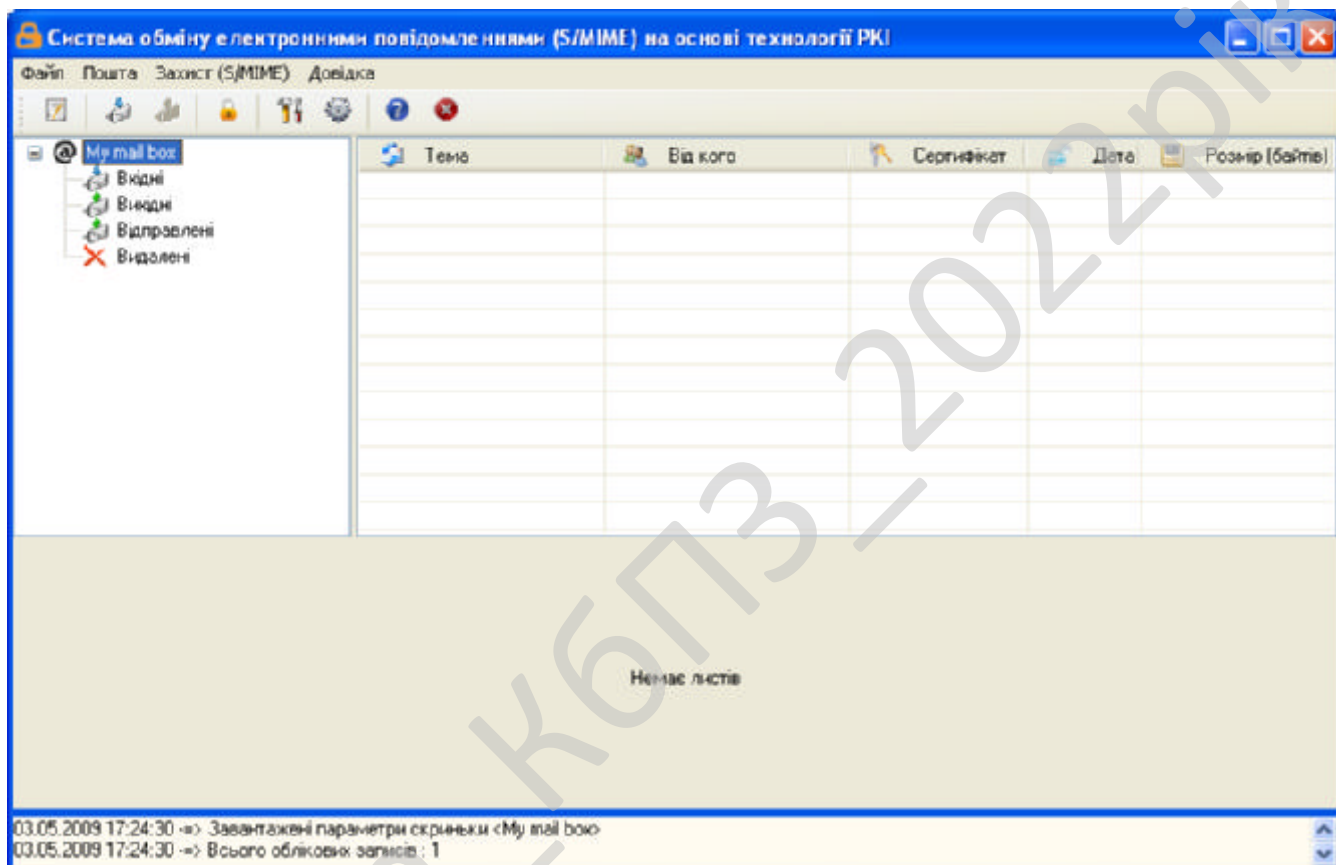 Система обміну електронними повідомленнями (S/MIME) на основі технології PKI
Файл Пошта Захист (S/MIME) Довідка
My mail box
Вхідні
Вихідні
Відправлені
Видалені
Тема Від кого Сертифікат Дата Розмір (байтів)
Немає листів
03.05.2009 17:24:30 -=> Завантажені параметри скриньки <My mail box>
03.05.2009 17:24:30 -=> Всього облікових записів : 1
КбПЗ_2022рік